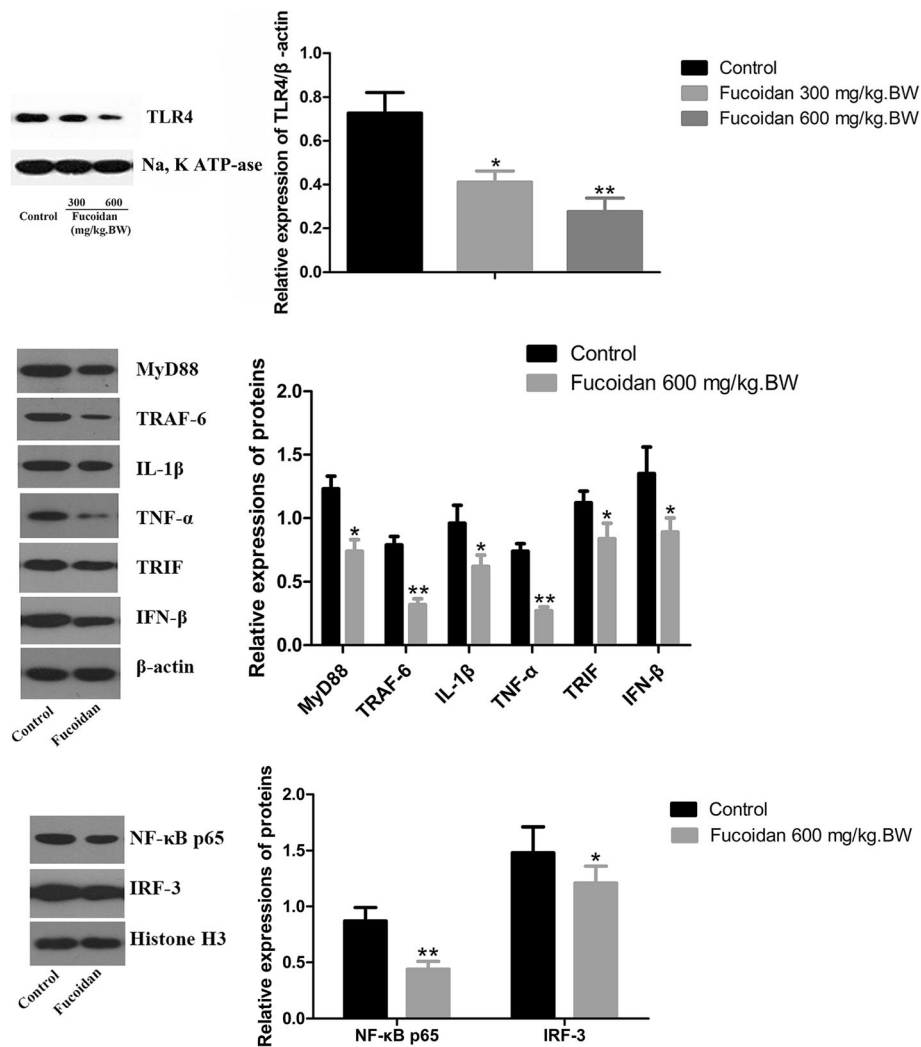 TLR4
Na, K ATP-ase
Control
300 600
Fucoidan
(mg/kg.BW)
Relative expression of TLR4/β -actin
1.0
0.8
0.6
0.4
0.2
0.0
*
**
Control
Fucoidan 300 mg/kg.BW
Fucoidan 600 mg/kg.BW
MyD88
TRAF-6
IL-1β
TNF-α
TRIF
IFN-β
β-actin
Control
Fucoidan
Control
Fucoidan 600 mg/kg.BW
Relative expressions of proteins
2.0
1.5
1.0
0.5
0.0
*
**
*
**
*
*
MyD88
TRAF-6
IL-1β
TNF-α
TRIF
IFN-β
NF-κB p65
IRF-3
Histone H3
Control
Fucoidan
Relative expressions of proteins
2.0
1.5
1.0
0.5
0.0
**
*
NF-κB p65
IRF-3
Control
Fucoidan 600 mg/kg.BW